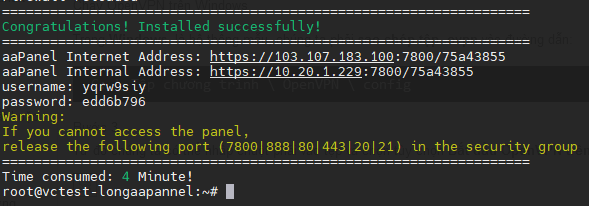 ==================================================================
Congratulations! Installed successfully!
==================================================================
aaPanel Internet Address: https://103.107.183.100:7800/75a43855
aaPanel Internal Address: https://10.20.1.229:7800/75a43855
username: yqrw9siy
password: edd6b796
Warning:
If you cannot access the panel,
release the following port (7800|888|80|443|20|21) in the security group
==================================================================
Time consumed: 4 Minute!
root@vctest-longaapannel:~#